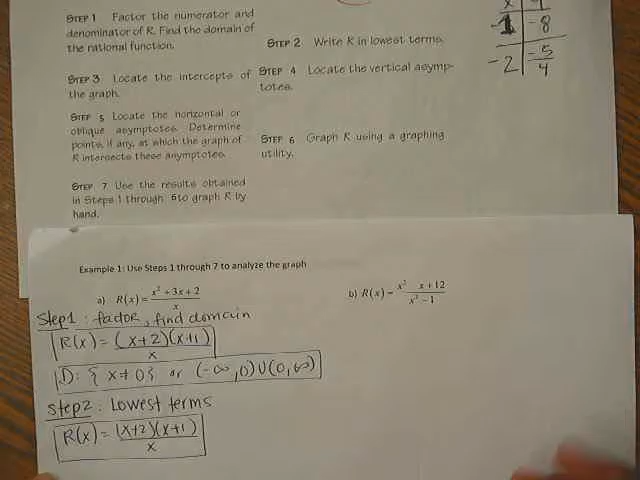 STEP 1 Factor the numerator and
denominator of R. Find the domain of
the rational function.
STEP 2 Write R in lowest terms.
STEP 3 Locate the intercepts of
the graph.
STEP 4 Locate the vertical asymp-
totes.
STEP 5 Locate the horizontal or
oblique asymptotes. Determine
points, if any, at which the graph of
R intersects these asymptotes.
STEP 6 Graph R using a graphing
utility.
STEP 7 Use the results obtained
in Steps 1 through 6 to graph R by
hand.
x
-1 | -8
-2 | -5/4
Example 1: Use Steps 1 through 7 to analyze the graph
a) R(x) = (x² + 3x + 2)/x
b) R(x) = (x² x + 12)/(x² − 1)
Step1 : factor, find domain
R(x) = (x+2)(x+1)/x
D: { x≠0} or (-∞,0)U(0,∞)
Step2 : Lowest terms
R(x) = (x+2)(x+1)/x